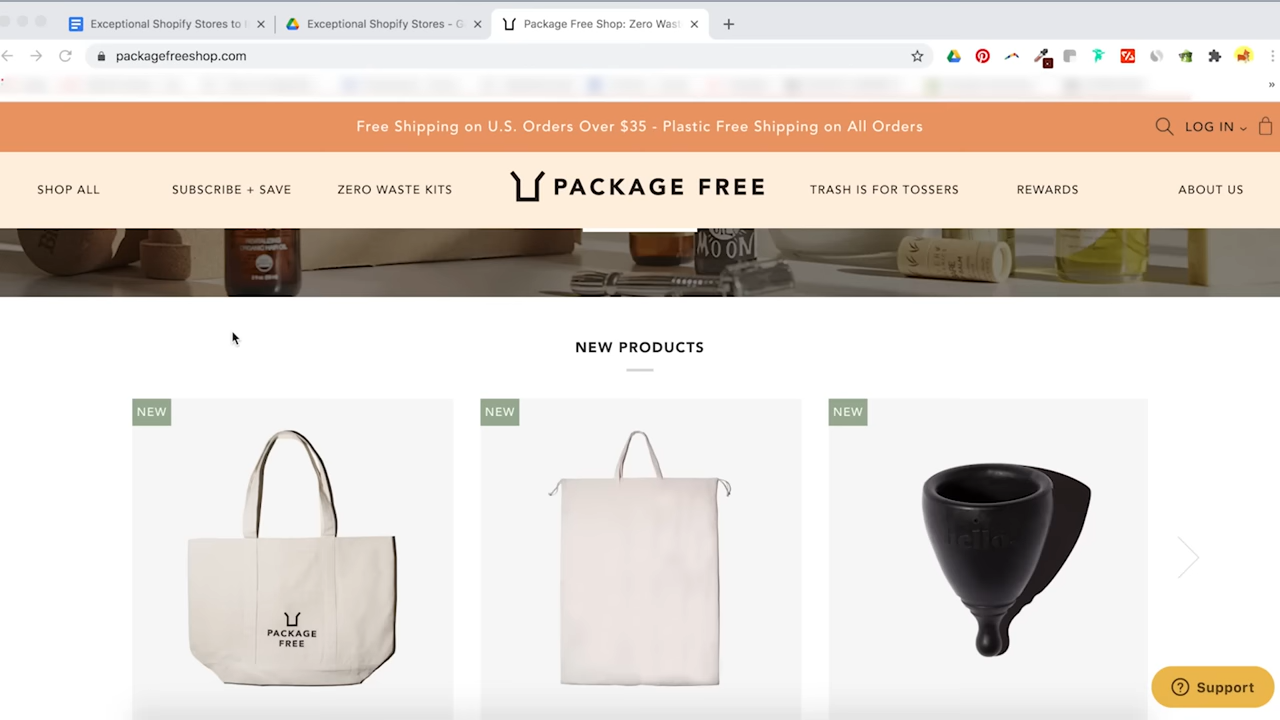 Exceptional Shopify Stores to
Exceptional Shopify Stores - G
Package Free Shop: Zero Wast
packagefreeshop.com
Free Shipping on U.S. Orders Over $35 - Plastic Free Shipping on All Orders
LOG IN
SHOP ALL
SUBSCRIBE + SAVE
ZERO WASTE KITS
PACKAGE FREE
TRASH IS FOR TOSSERS
REWARDS
ABOUT US
MOON
NEW PRODUCTS
NEW
NEW
NEW
PACKAGE
FREE
hello
Support